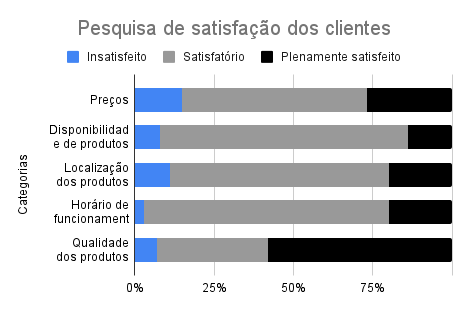 Pesquisa de satisfação dos clientes
Insatisfeito Satisfatório Plenamente satisfeito
Categorias
Preços
Disponibilidad
e de produtos
Localização
dos produtos
Horário de
funcionament
Qualidade
dos produtos
0% 25% 50% 75%